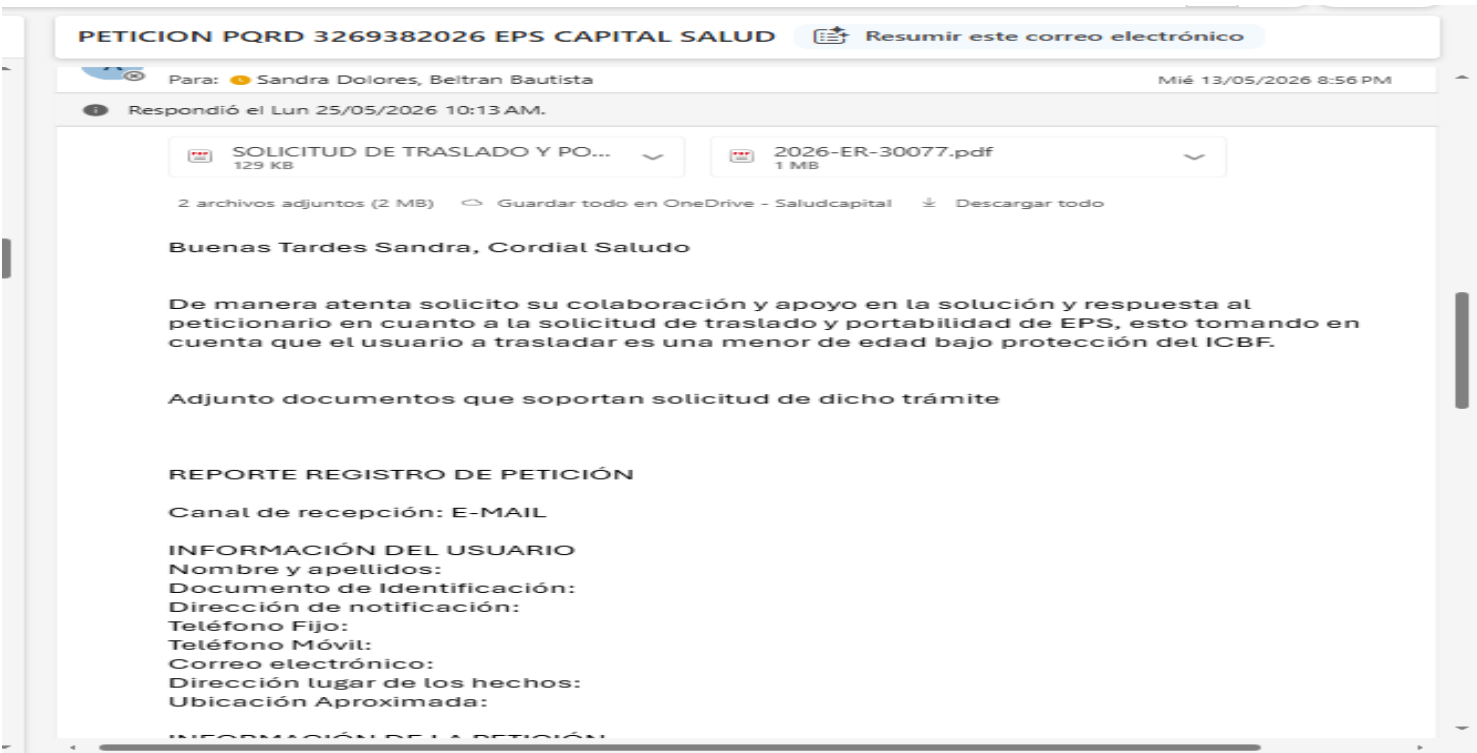 PETICION PQRD 3269382026 EPS CAPITAL SALUD Resumir este correo electrónico
Para: Sandra Dolores, Beltran Bautista Mié 13/05/2026 8:56 PM
Respondió el Lun 25/05/2026 10:13 AM.
SOLICITUD DE TRASLADO Y PO... 2026-ER-30077.pdf
129 KB 1 MB
2 archivos adjuntos (2 MB) Guardar todo en OneDrive - Saludcapital Descargar todo
Buenas Tardes Sandra, Cordial Saludo
De manera atenta solicito su colaboración y apoyo en la solución y respuesta al
peticionario en cuanto a la solicitud de traslado y portabilidad de EPS, esto tomando en
cuenta que el usuario a trasladar es una menor de edad bajo protección del ICBF.
Adjunto documentos que soportan solicitud de dicho trámite
REPORTE REGISTRO DE PETICIÓN
Canal de recepción: E-MAIL
INFORMACIÓN DEL USUARIO
Nombre y apellidos:
Documento de Identificación:
Dirección de notificación:
Teléfono Fijo:
Teléfono Móvil:
Correo electrónico:
Dirección lugar de los hechos:
Ubicación Aproximada:
INFORMACIÓN DE LA PETICIÓN